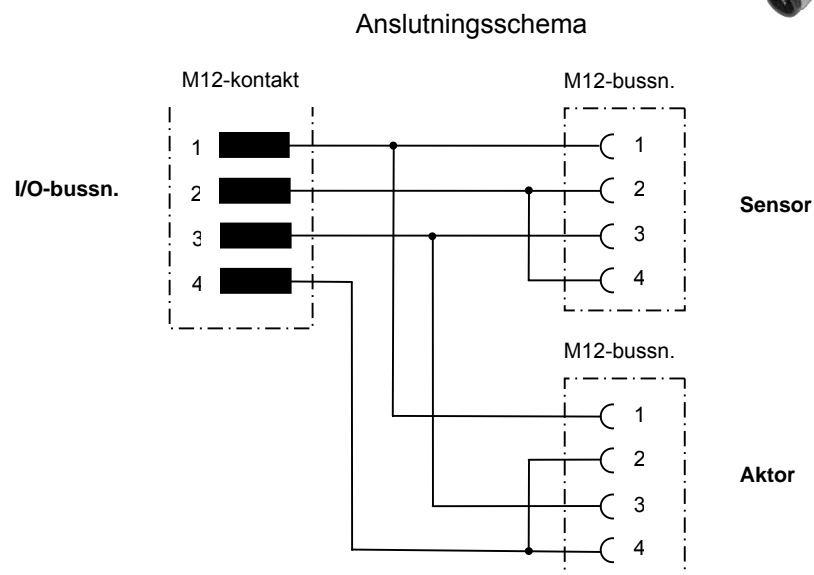 Anslutningsschema
M12-kontakt
M12-bussn.
I/O-bussn.
1
2
3
4
1
2
3
4
Sensor
M12-bussn.
1
2
3
4
Aktor